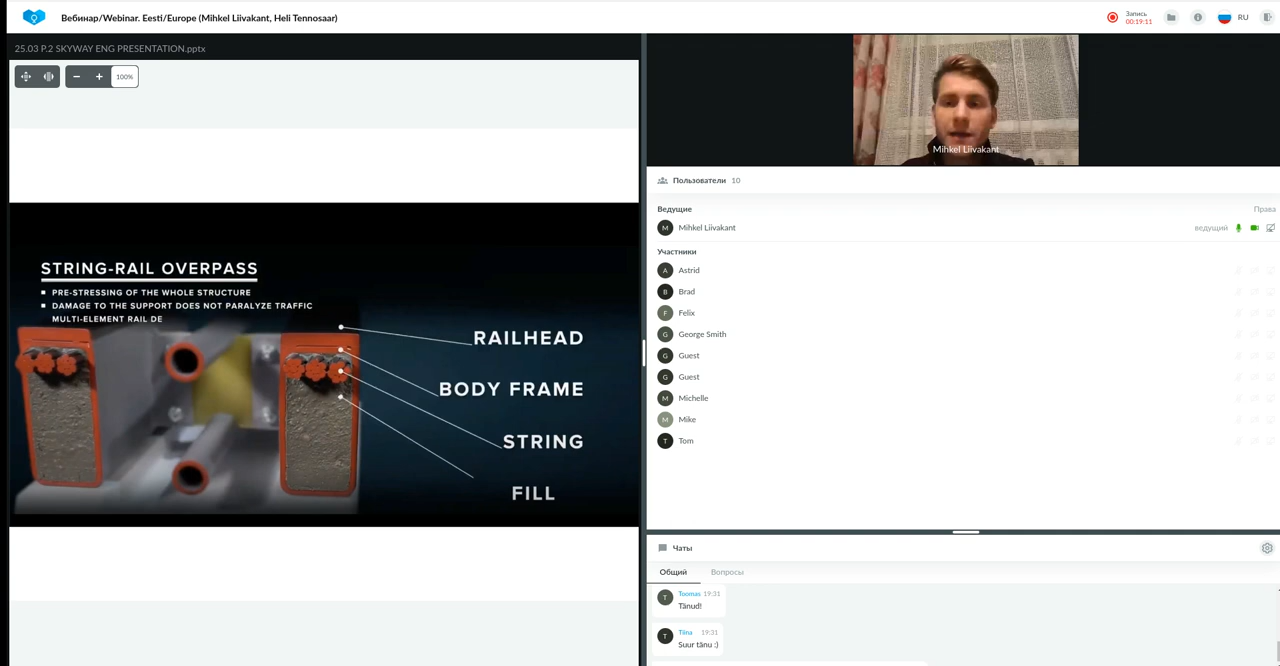 Вебинар/Webinar. Eesti/Europe (Mihkel Liivakant, Heli Tennosaar)
Запись
00:19:11
RU
25.03 P.2 SKYWAY ENG PRESENTATION.pptx
100%
STRING-RAIL OVERPASS
PRE-STRESSING OF THE WHOLE STRUCTURE
DAMAGE TO THE SUPPORT DOES NOT PARALYZE TRAFFIC
MULTI-ELEMENT RAIL DE
RAILHEAD
BODY FRAME
STRING
FILL
Mihkel Liivakant
Пользователи 10
Ведущие Права
M Mihkel Liivakant ведущий
Участники
A Astrid
B Brad
F Felix
G George Smith
G Guest
G Guest
M Michelle
M Mike
T Tom
Чаты
Общий Вопросы
T Toomas 19:31
Tänud!
T Tiina 19:31
Suur tänu :)